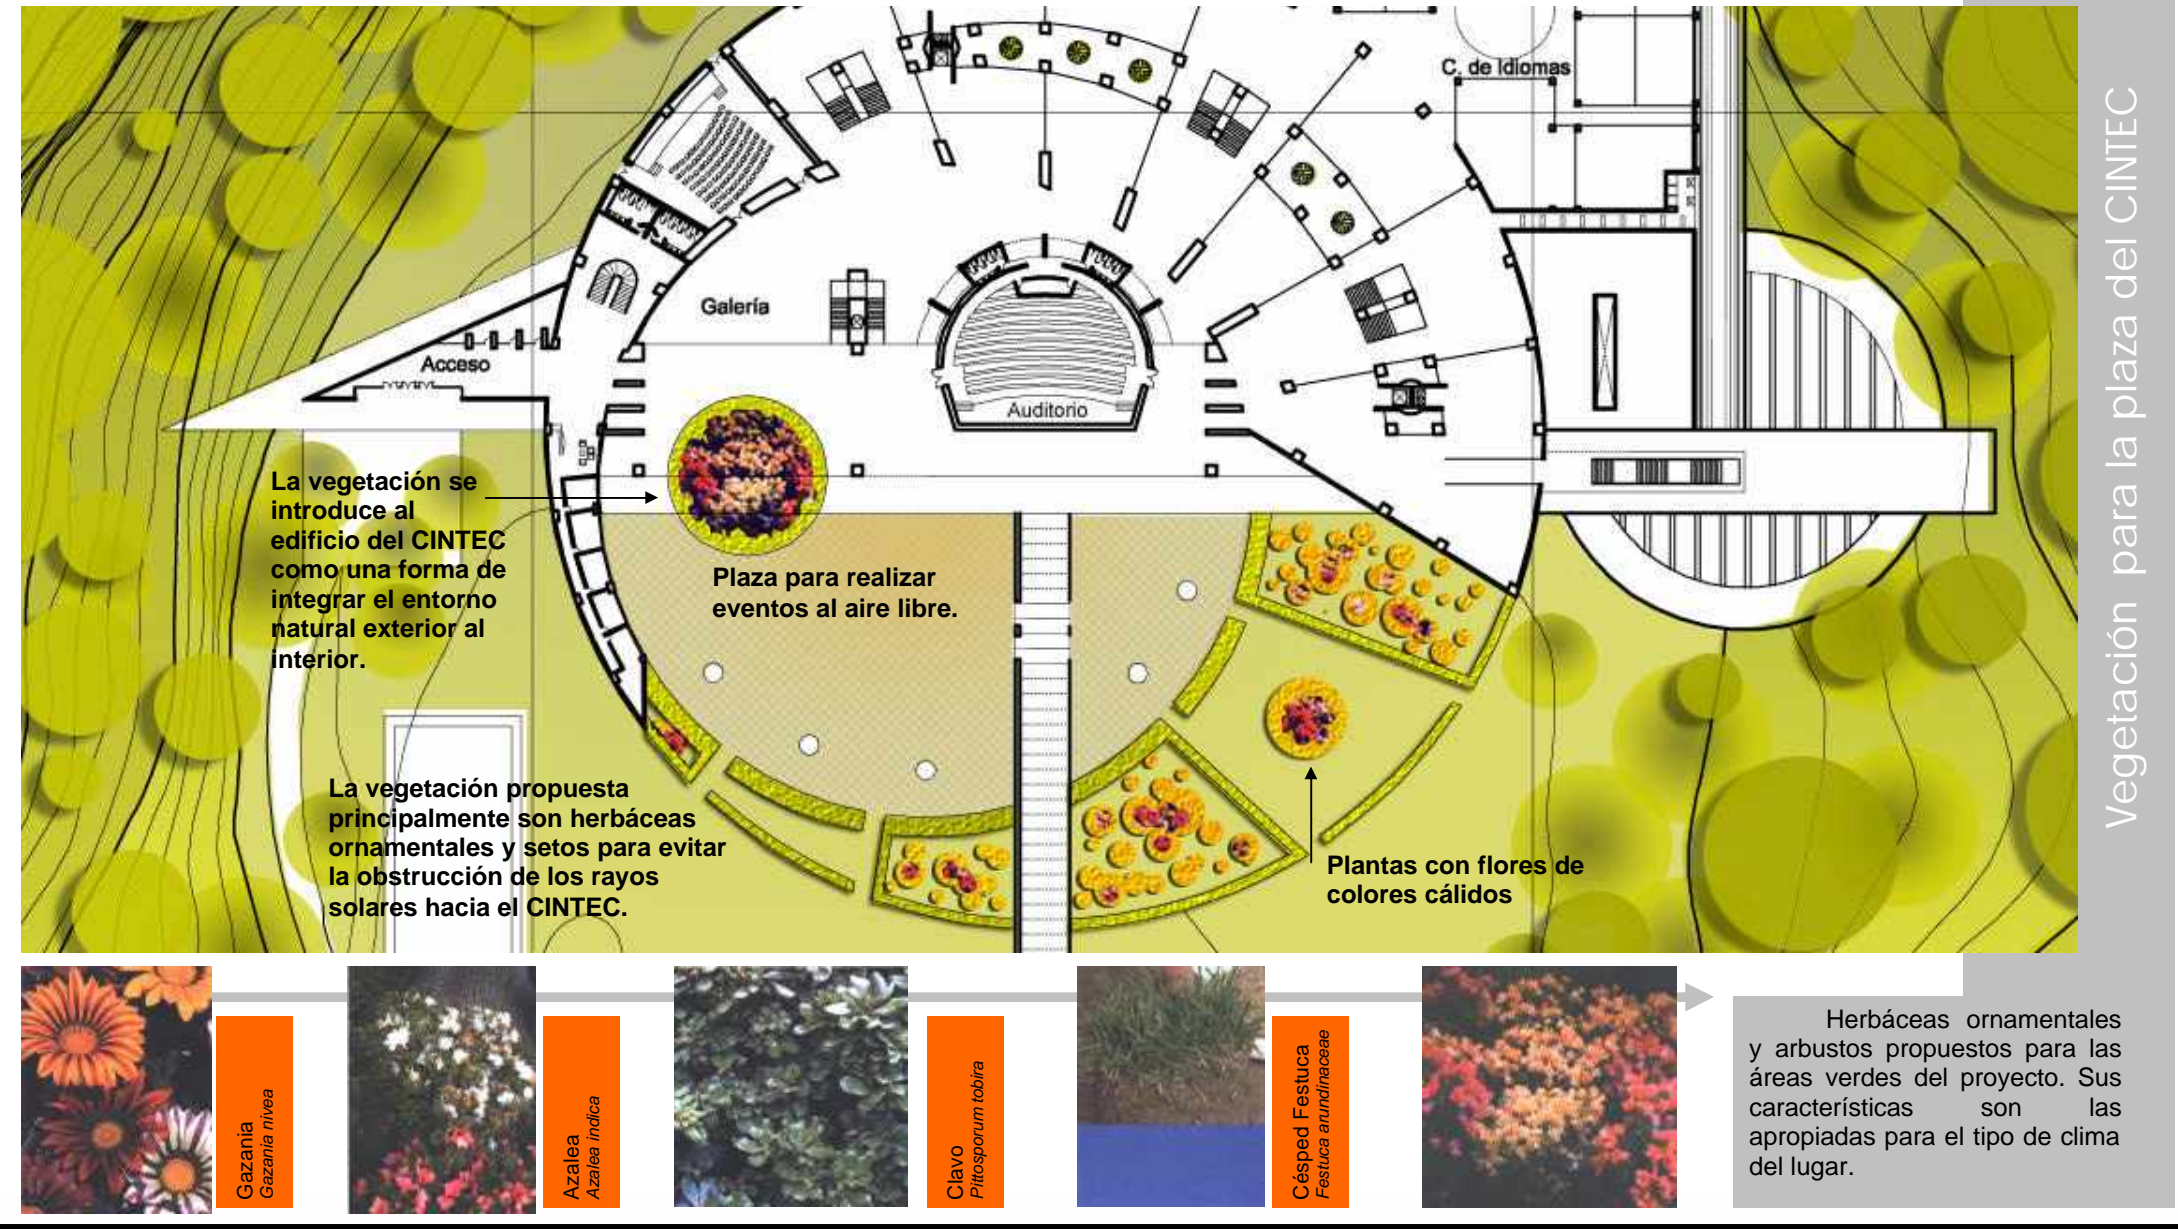 C. de Idiomas
Galería
Acceso
Auditorio
La vegetación se
introduce al
edificio del CINTEC
como una forma de
integrar el entorno
natural exterior al
interior.
Plaza para realizar
eventos al aire libre.
La vegetación propuesta
principalmente son herbáceas
ornamentales y setos para evitar
la obstrucción de los rayos
solares hacia el CINTEC.
Plantas con flores de
colores cálidos
Vegetación para la plaza del CINTEC
Gazania
Gazania nivea
Azalea
Azalea indica
Clavo
Pittosporum tobira
Césped Festuca
Festuca arundinaceae
Herbáceas ornamentales
y arbustos propuestos para las
áreas verdes del proyecto. Sus
características son las
apropiadas para el tipo de clima
del lugar.